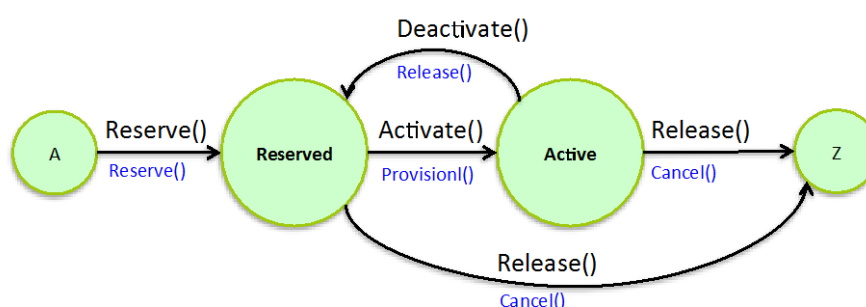 Deactivate()
Release()
A
Reserve()
Reserve()
Reserved
Activate()
Provisionl()
Active
Release()
Cancel()
Z
Release()
Cancel()